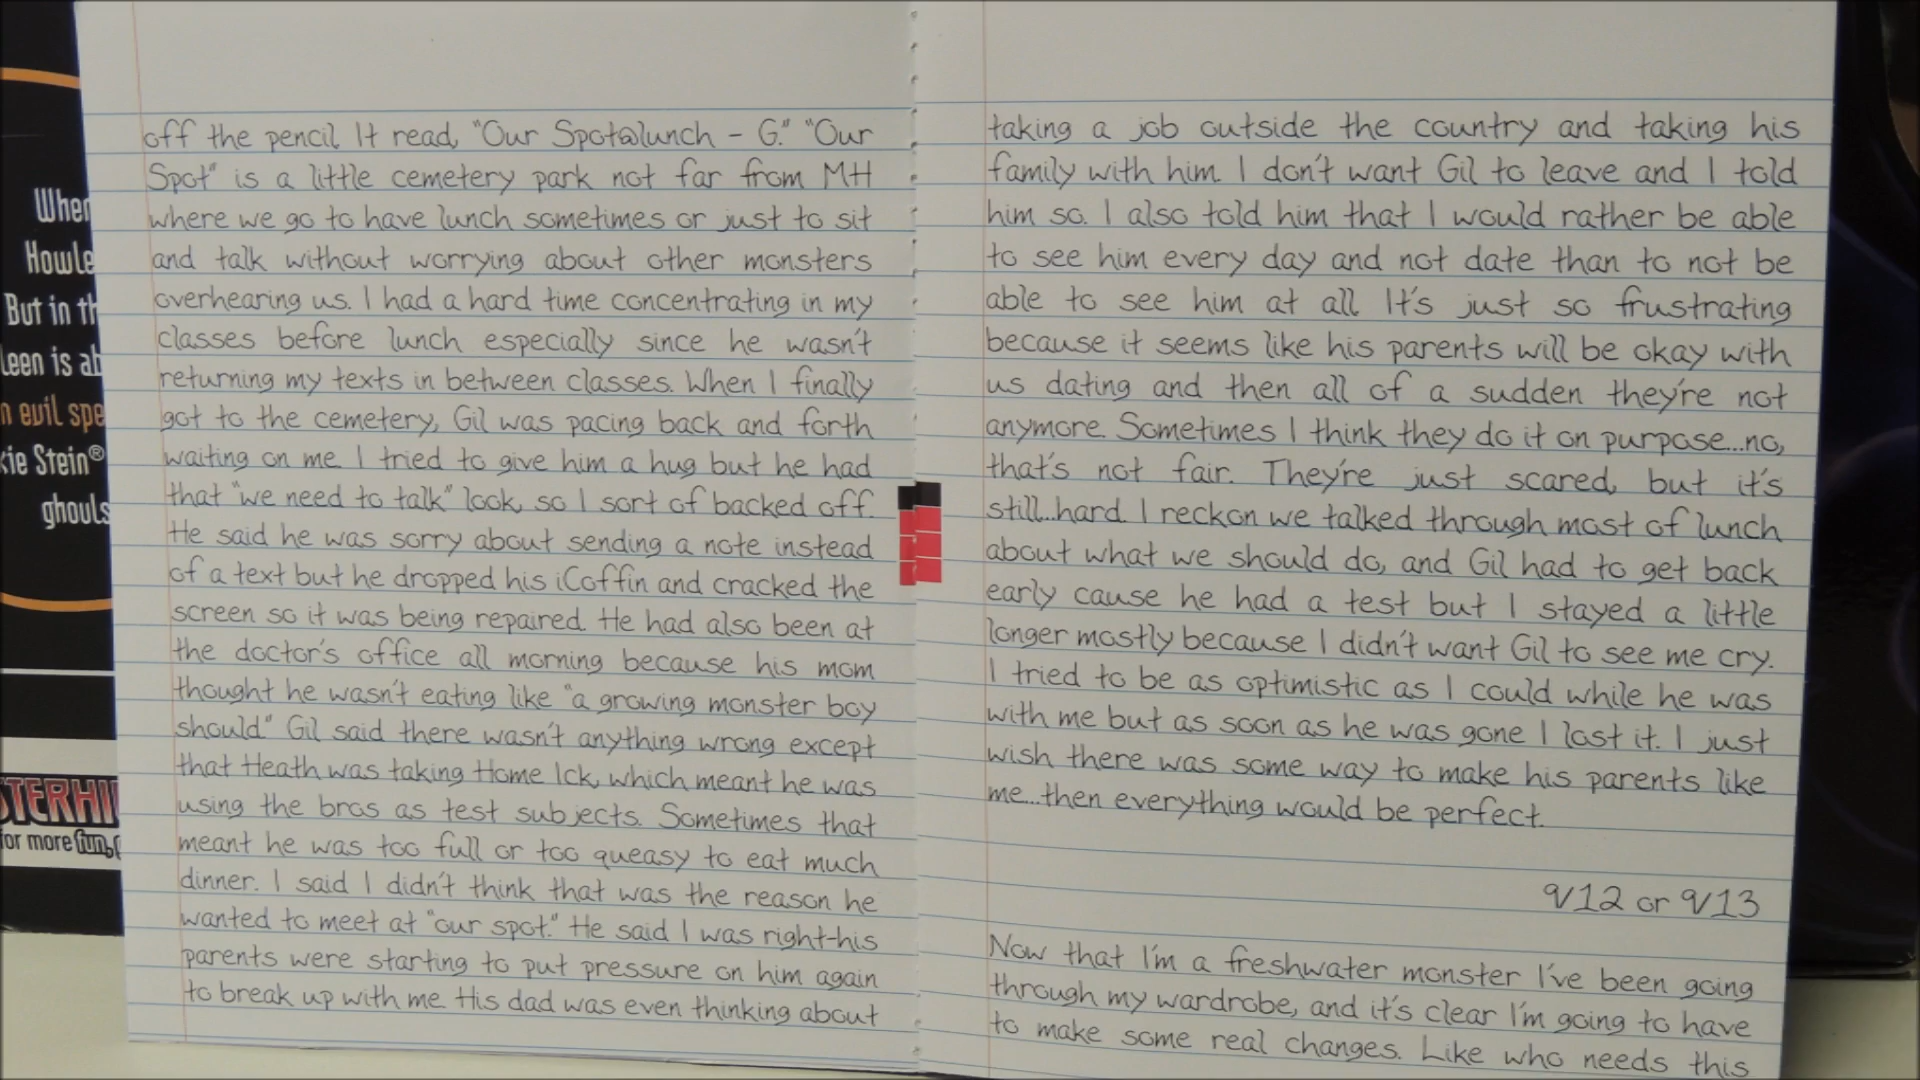 When
Howle
But in th
leen is ab
n evil spe
kie Stein®
ghouls
STERHI
for more fun,
off the pencil. It read, "Our Spot@lunch – G." "Our
Spot" is a little cemetery park not far from MH
where we go to have lunch sometimes or just to sit
and talk without worrying about other monsters
overhearing us. I had a hard time concentrating in my
classes before lunch especially since he wasn't
returning my texts in between classes. When I finally
got to the cemetery, Gil was pacing back and forth
waiting on me. I tried to give him a hug but he had
that "we need to talk" look, so I sort of backed off.
He said he was sorry about sending a note instead
of a text but he dropped his iCoffin and cracked the
screen so it was being repaired. He had also been at
the doctor's office all morning because his mom
thought he wasn't eating like "a growing monster boy
should." Gil said there wasn't anything wrong except
that Heath was taking Home Ick, which meant he was
using the bros as test subjects. Sometimes that
meant he was too full or too queasy to eat much
dinner. I said I didn't think that was the reason he
wanted to meet at "our spot." He said I was right-his
parents were starting to put pressure on him again
to break up with me. His dad was even thinking about
taking a job outside the country and taking his
family with him. I don't want Gil to leave and I told
him so. I also told him that I would rather be able
to see him every day and not date than to not be
able to see him at all. It's just so frustrating
because it seems like his parents will be okay with
us dating and then all of a sudden they're not
anymore. Sometimes I think they do it on purpose...no,
that's not fair. They're just scared, but it's
still...hard. I reckon we talked through most of lunch
about what we should do, and Gil had to get back
early cause he had a test but I stayed a little
longer mostly because I didn't want Gil to see me cry.
I tried to be as optimistic as I could while he was
with me but as soon as he was gone I lost it. I just
wish there was some way to make his parents like
me...then everything would be perfect.
9/12 or 9/13
Now that I'm a freshwater monster I've been going
through my wardrobe, and it's clear I'm going to have
to make some real changes. Like who needs this